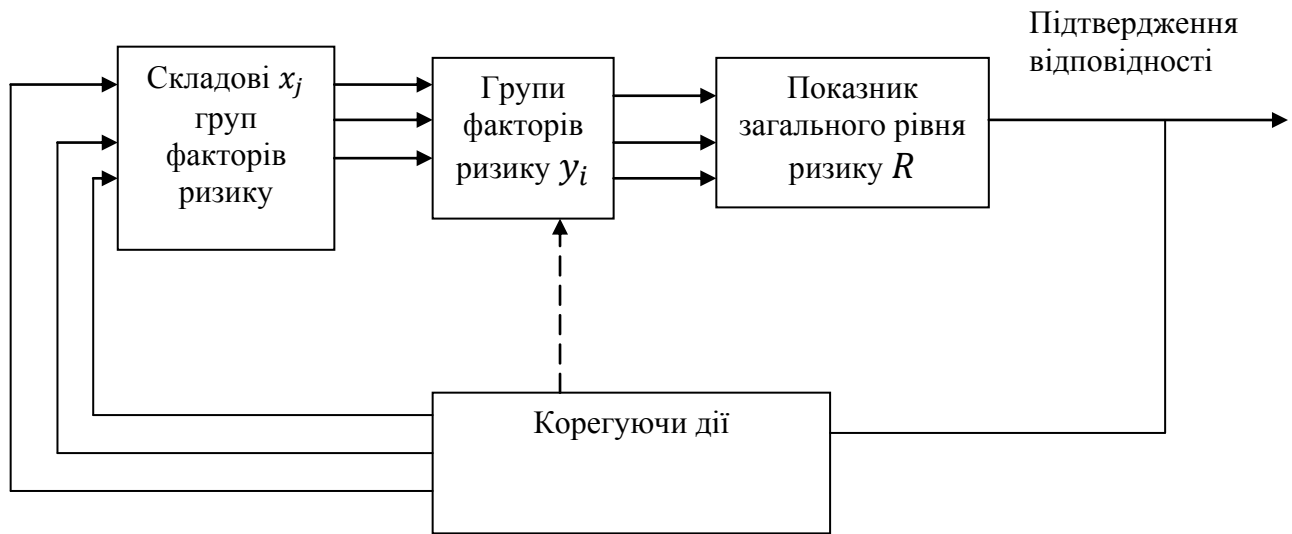 Підтвердження
відповідності
Складові xⱼ
груп
факторів
ризику
Групи
факторів
ризику yᵢ
Показник
загального рівня
ризику R
Корегуючи дії